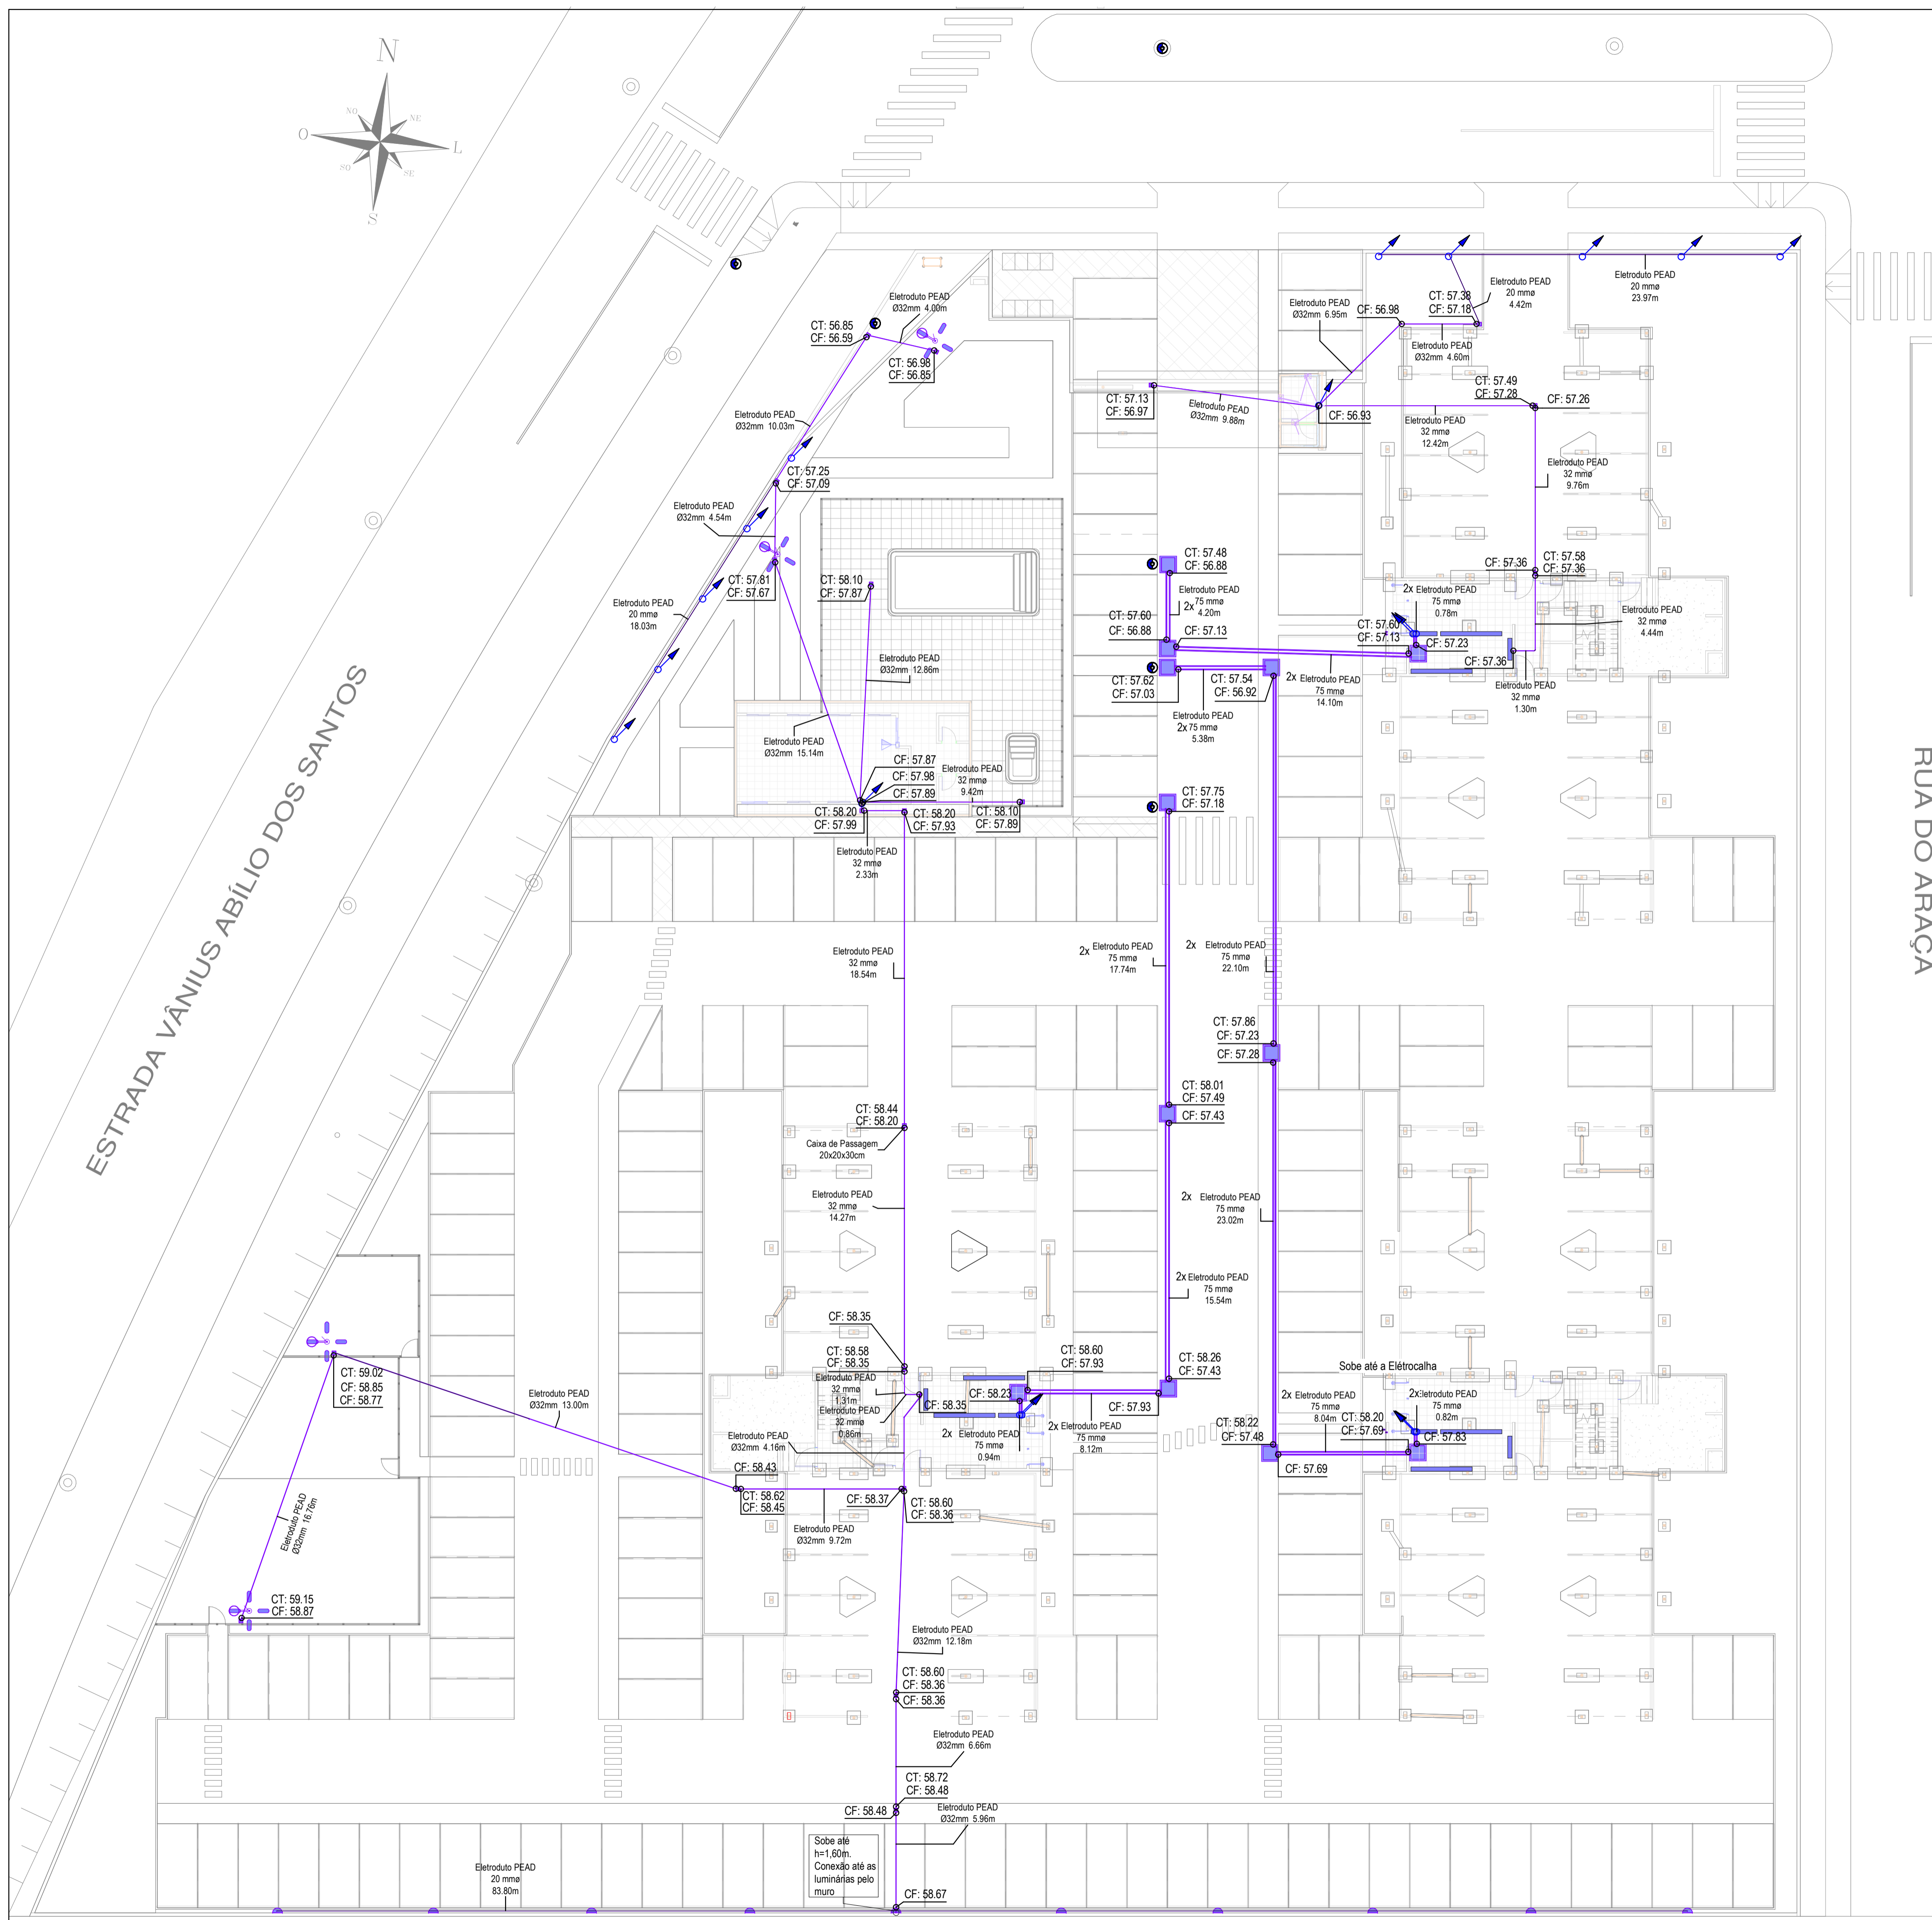 N
NO
NE
O
L
SO
SE
S
ESTRADA VÂNIUS ABÍLIO DOS SANTOS
RUA DO ARAÇA
Eletroduto PEAD
Ø32mm 4.00m
CT: 56.85
CF: 56.59
CT: 56.98
CF: 56.85
Eletroduto PEAD
Ø32mm 10.03m
CT: 57.25
CF: 57.09
Eletroduto PEAD
Ø32mm 4.54m
CT: 57.81
CF: 57.67
CT: 58.10
CF: 57.87
Eletroduto PEAD
20 mmø
18.03m
Eletroduto PEAD
Ø32mm 12.86m
Eletroduto PEAD
Ø32mm 15.14m
CF: 57.87
CF: 57.98
CF: 57.89
Eletroduto PEAD
32 mmø
9.42m
CT: 58.20
CF: 57.99
CT: 58.20
CF: 57.93
CT: 58.10
CF: 57.89
Eletroduto PEAD
32 mmø
2.33m
Eletroduto PEAD
Ø32mm 6.95m
CF: 56.98
CT: 57.38
CF: 57.18
Eletroduto PEAD
20 mmø
4.42m
Eletroduto PEAD
20 mmø
23.97m
Eletroduto PEAD
Ø32mm 4.60m
CT: 57.13
CF: 56.97
Eletroduto PEAD
Ø32mm 9.88m
CF: 56.93
CT: 57.49
CF: 57.28
CF: 57.26
Eletroduto PEAD
32 mmø
12.42m
Eletroduto PEAD
32 mmø
9.76m
CT: 57.48
CF: 56.88
Eletroduto PEAD
2x 75 mmø
4.20m
CT: 57.60
CF: 56.88
CF: 57.13
CF: 57.36
CT: 57.58
CF: 57.36
2x Eletroduto PEAD
75 mmø
0.78m
CT: 57.60
CF: 57.13
CF: 57.23
CF: 57.36
Eletroduto PEAD
32 mmø
4.44m
Eletroduto PEAD
32 mmø
1.30m
CT: 57.62
CF: 57.03
CT: 57.54
CF: 56.92
2x Eletroduto PEAD
75 mmø
14.10m
Eletroduto PEAD
2x 75 mmø
5.38m
CT: 57.75
CF: 57.18
Eletroduto PEAD
32 mmø
18.54m
2x Eletroduto PEAD
75 mmø
17.74m
2x Eletroduto PEAD
75 mmø
22.10m
CT: 57.86
CF: 57.23
CF: 57.28
CT: 58.01
CF: 57.49
CF: 57.43
CT: 58.44
CF: 58.20
Caixa de Passagem
20x20x30cm
Eletroduto PEAD
32 mmø
14.27m
2x Eletroduto PEAD
75 mmø
23.02m
2x Eletroduto PEAD
75 mmø
15.54m
CF: 58.35
CT: 58.58
CF: 58.35
Eletroduto PEAD
32 mmø
1.31m
Eletroduto PEAD
32 mmø
0.86m
CF: 58.35
CT: 58.60
CF: 57.93
CF: 58.23
CT: 58.26
CF: 57.43
CF: 57.93
2x Eletroduto PEAD
75 mmø
0.94m
2x Eletroduto PEAD
75 mmø
8.12m
Sobe até a Elétrocalha
2x Eletroduto PEAD
75 mmø
8.04m
2x Eletroduto PEAD
75 mmø
0.82m
CT: 58.20
CF: 57.69
CF: 57.83
CT: 58.22
CF: 57.48
CF: 57.69
CT: 59.02
CF: 58.85
CF: 58.77
Eletroduto PEAD
Ø32mm 13.00m
Eletroduto PEAD
Ø32mm 4.16m
CF: 58.43
CT: 58.62
CF: 58.45
CF: 58.37
CT: 58.60
CF: 58.36
Eletroduto PEAD
Ø32mm 9.72m
Eletroduto PEAD
Ø32mm 16.76m
CT: 59.15
CF: 58.87
Eletroduto PEAD
Ø32mm 12.18m
CT: 58.60
CF: 58.36
CF: 58.36
Eletroduto PEAD
Ø32mm 6.66m
CT: 58.72
CF: 58.48
CF: 58.48
Eletroduto PEAD
Ø32mm 5.96m
Sobe até
h=1,60m.
Conexão até as
luminárias pelo
muro
CF: 58.67
Eletroduto PEAD
20 mmø
83.80m